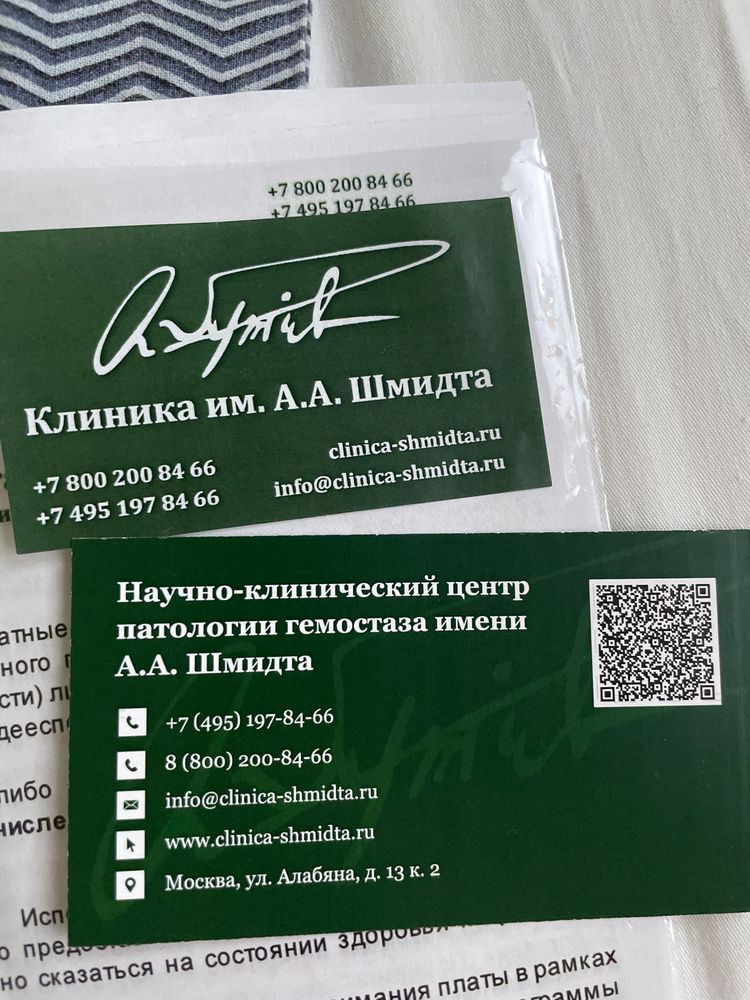 +7 800 200 84 66
+7 495 197 84 66
Клиника им. А.А. Шмидта
+7 800 200 84 66
+7 495 197 84 66
clinica-shmidta.ru
info@clinica-shmidta.ru
Научно-клинический центр
патологии гемостаза имени
А.А. Шмидта
+7 (495) 197-84-66
8 (800) 200-84-66
info@clinica-shmidta.ru
www.clinica-shmidta.ru
Москва, ул. Алабяна, д. 13 к. 2
но сказаться на состоянии здоровья
имания платы в рамках